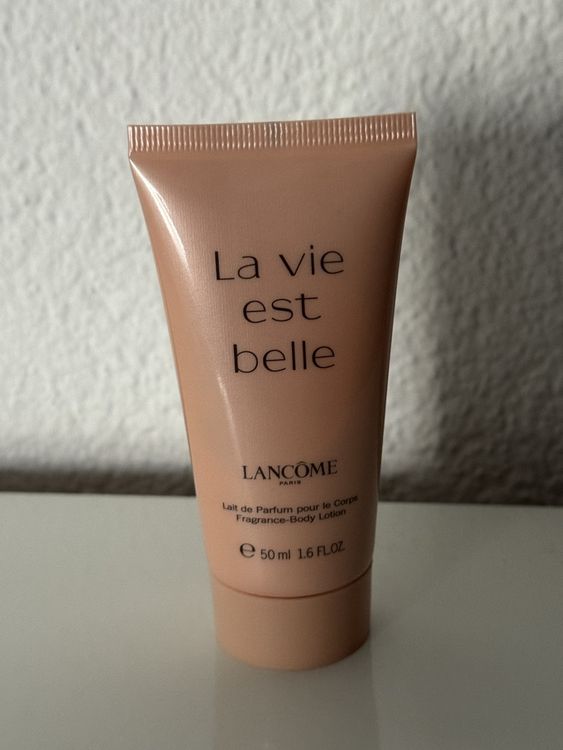 La vie
est
belle
LANCÔME
PARIS
Lait de Parfum pour le Corps
Fragrance-Body Lotion
℮ 50 ml 1.6 FL.OZ.